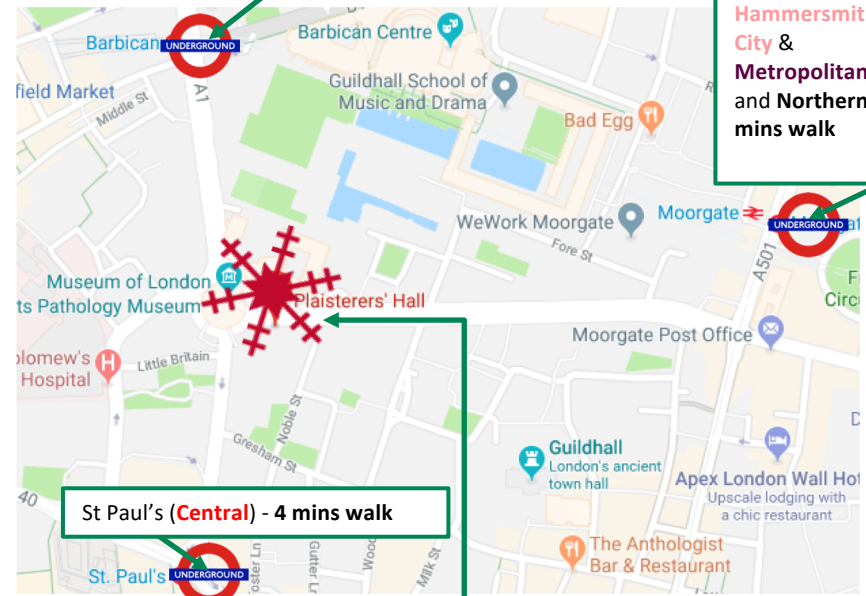 Barbican
UNDERGROUND
Barbican Centre
Hammersmit
City &
Metropolitan
and Northern
mins walk
field Market
Middle St
A1
Guildhall School of
Music and Drama
Bad Egg
WeWork Moorgate
Moorgate
UNDERGROUND
Fore St
A501
Museum of London
ts Pathology Museum
Plaisterers' Hall
Circu
Moorgate Post Office
olomew's
Hospital
H
Little Britain
Noble St
Gresham St
Guildhall
London's ancient
town hall
Apex London Wall Hot
Upscale lodging with
a chic restaurant
40
St Paul's (Central) - 4 mins walk
St. Paul's
UNDERGROUND
oster Ln
Gutter Ln
Wood
Milk St
The Anthologist
Bar & Restaurant